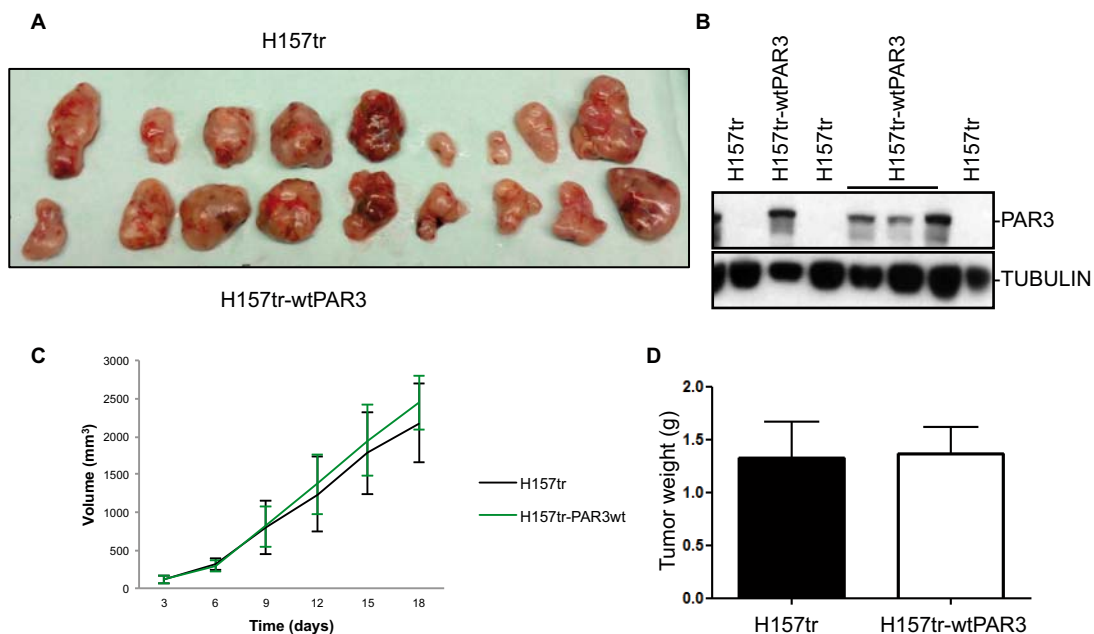 A
H157tr
H157tr-wtPAR3
B
H157tr
H157tr-wtPAR3
H157tr
H157tr-wtPAR3
H157tr
-PAR3
-TUBULIN
C
Volume (mm³)
3000
2500
2000
1500
1000
500
0
3 6 9 12 15 18
Time (days)
H157tr
H157tr-PAR3wt
D
Tumor weight (g)
2.0
1.5
1.0
0.5
0.0
H157tr H157tr-wtPAR3